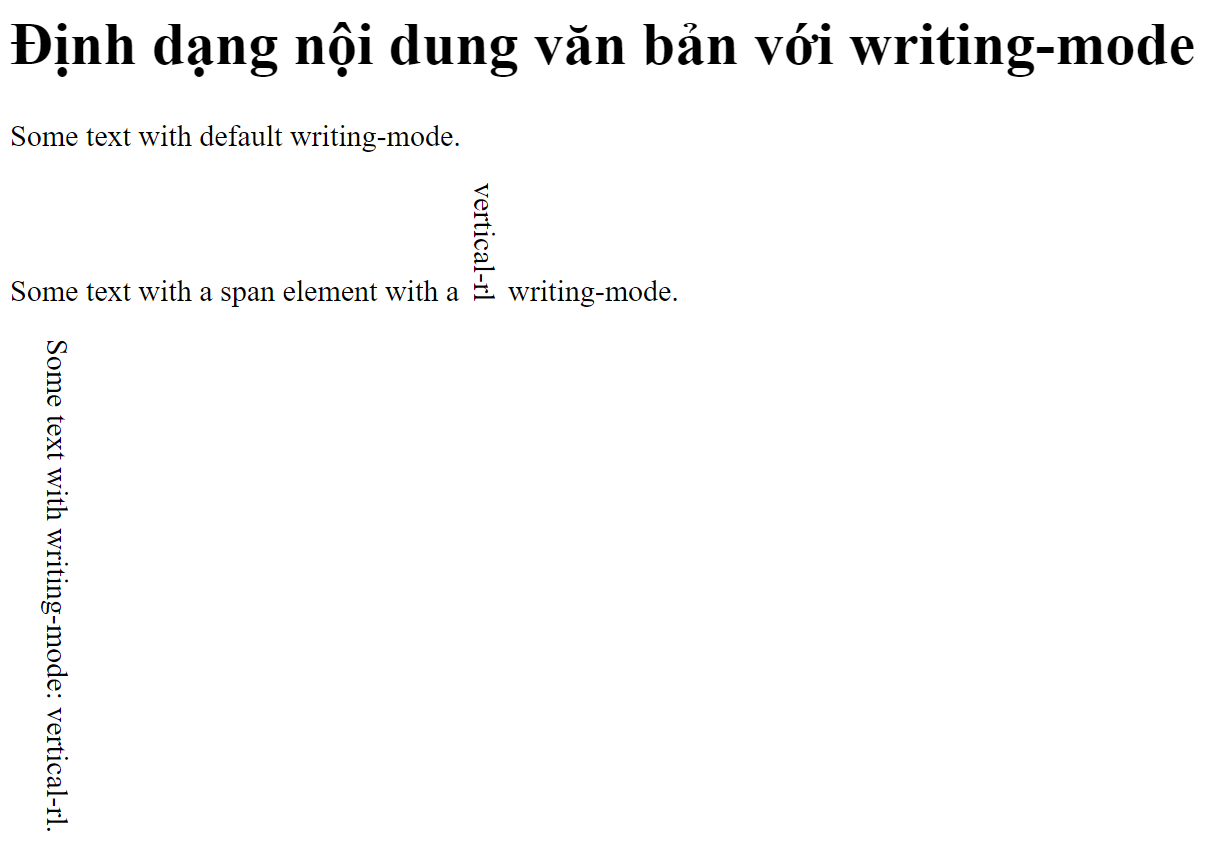 Định dạng nội dung văn bản với writing-mode
Some text with default writing-mode.
Some text with a span element with a vertical-rl writing-mode.
Some text with writing-mode: vertical-rl.